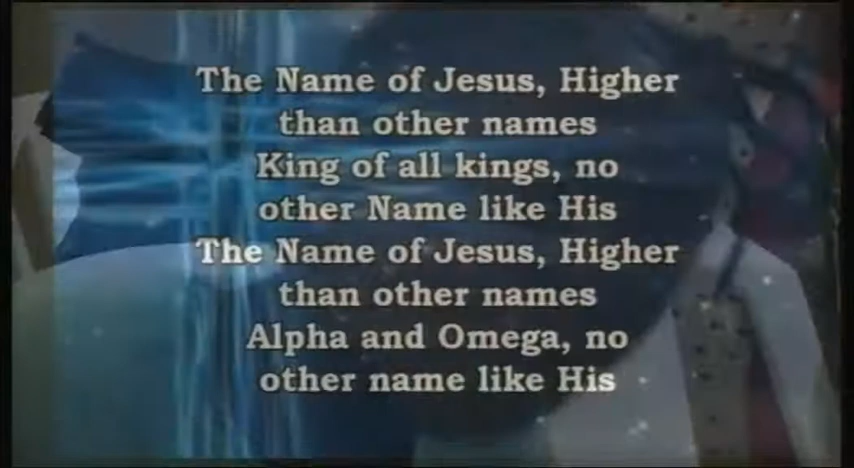 The Name of Jesus, Higher
than other names
King of all kings, no
other Name like His
The Name of Jesus, Higher
than other names
Alpha and Omega, no
other name like His